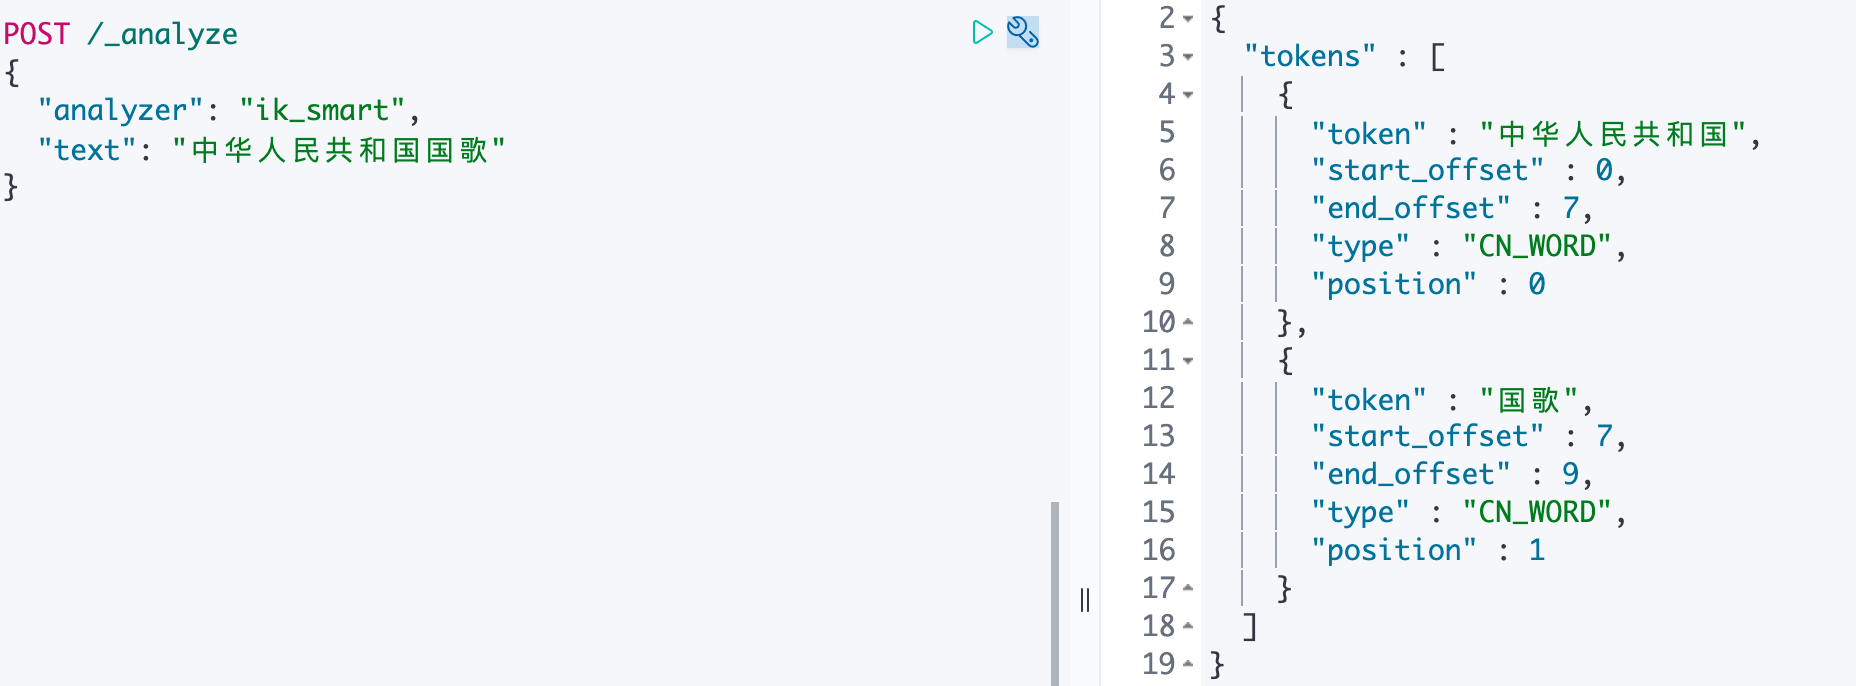 POST /_analyze
{
  "analyzer": "ik_smart",
  "text": "中华人民共和国国歌"
}
2 {
3 "tokens" : [
4 {
5 "token" : "中华人民共和国",
6 "start_offset" : 0,
7 "end_offset" : 7,
8 "type" : "CN_WORD",
9 "position" : 0
10 },
11 {
12 "token" : "国歌",
13 "start_offset" : 7,
14 "end_offset" : 9,
15 "type" : "CN_WORD",
16 "position" : 1
17 }
18 ]
19 }